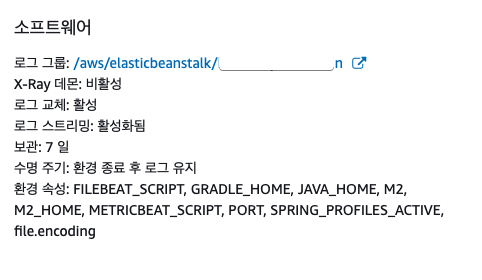 소프트웨어
로그 그룹: /aws/elasticbeanstalk/ n
X-Ray 데몬: 비활성
로그 교체: 활성
로그 스트리밍: 활성화됨
보관: 7 일
수명 주기: 환경 종료 후 로그 유지
환경 속성: FILEBEAT_SCRIPT, GRADLE_HOME, JAVA_HOME, M2,
M2_HOME, METRICBEAT_SCRIPT, PORT, SPRING_PROFILES_ACTIVE,
file.encoding